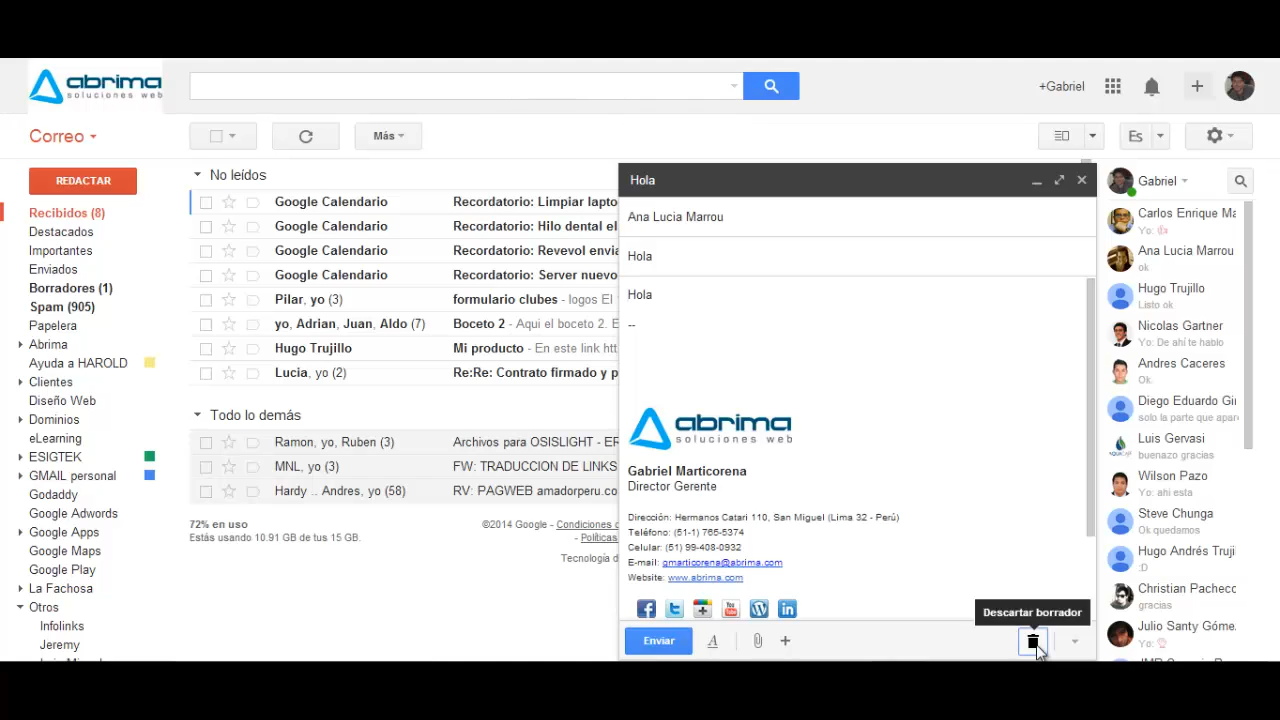 abrima
soluciones web
+Gabriel
Correo
Más
Es
REDACTAR
Recibidos (8)
Destacados
Importantes
Enviados
Borradores (1)
Spam (905)
Papelera
Abrima
Ayuda a HAROLD
Clientes
Diseño Web
Dominios
eLearning
ESIGTEK
GMAIL personal
Godaddy
Google Adwords
Google Apps
Google Maps
Google Play
La Fachosa
Otros
Infolinks
Jeremy
No leídos
Google Calendario Recordatorio: Limpiar lapto
Google Calendario Recordatorio: Hilo dental el
Google Calendario Recordatorio: Revevol envia
Google Calendario Recordatorio: Server nuevo
Pilar, yo (3) formulario clubes - logos El
yo, Adrian, Juan, Aldo (7) Boceto 2 - Aqui el boceto 2. E
Hugo Trujillo Mi producto - En este link htt
Lucia, yo (2) Re:Re: Contrato firmado y p
Todo lo demás
Ramon, yo, Ruben (3) Archivos para OSISLIGHT - ER
MNL, yo (3) FW: TRADUCCION DE LINKS
Hardy .. Andres, yo (58) RV: PAGWEB amadorperu.co
72% en uso
Estás usando 10.91 GB de tus 15 GB.
©2014 Google - Condiciones
- Políticas
Tecnología
Hola
Ana Lucia Marrou
Hola
Hola
--
abrima
soluciones web
Gabriel Marticorena
Director Gerente
Dirección: Hermanos Catari 110, San Miguel (Lima 32 - Perú)
Teléfono: (51-1) 765-5374
Celular: (51) 99-408-0932
E-mail: gmarticorena@abrima.com
Website: www.abrima.com
Descartar borrador
Enviar
Gabriel
Carlos Enrique Ma
Yo:
Ana Lucia Marrou
ok
Hugo Trujillo
Listo ok
Nicolas Gartner
Yo: De ahí te hablo
Andres Caceres
Ok.
Diego Eduardo Gir
solo la parte que apare
Luis Gervasi
buenazo gracias
Wilson Pazo
Yo: ahi esta
Steve Chunga
Ok quedamos
Hugo Andrés Truji
:D
Christian Pacheco
gracias
Julio Santy Góme
Yo: